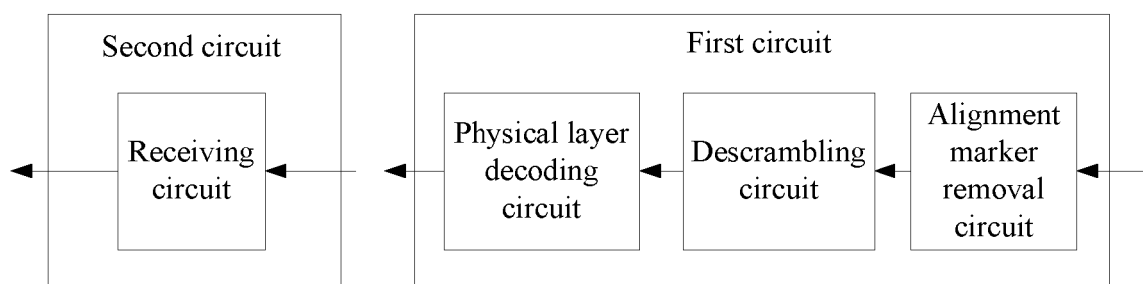 Second circuit
Receiving
circuit
First circuit
Physical layer
decoding
circuit
Descrambling
circuit
Alignment
marker
removal
circuit